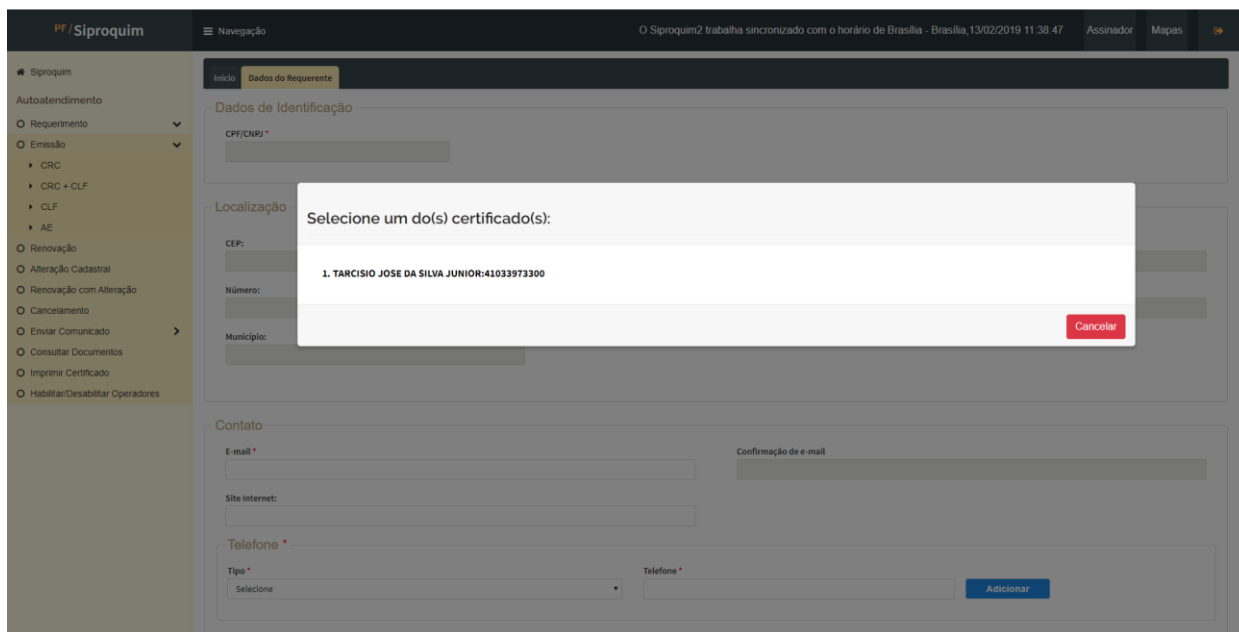 PF/Siproquim
Navegação
O Siproquim2 trabalha sincronizado com o horário de Brasília - Brasília,13/02/2019 11:38:47
Assinador
Mapas
Siproquim
Autoatendimento
Requerimento
Emissão
CRC
CRC + CLF
CLF
AE
Renovação
Alteração Cadastral
Renovação com Alteração
Cancelamento
Enviar Comunicado
Consultar Documentos
Imprimir Certificado
Habilitar/Desabilitar Operadores
Início
Dados do Requerente
Dados de Identificação
CPF/CNPJ *
Localização
CEP:
Número:
Município:
Selecione um do(s) certificado(s):
1. TARCISIO JOSE DA SILVA JUNIOR:41033973300
Cancelar
Contato
E-mail *
Confirmação de e-mail
Site Internet:
Telefone *
Tipo *
Telefone *
Selecione
Adicionar